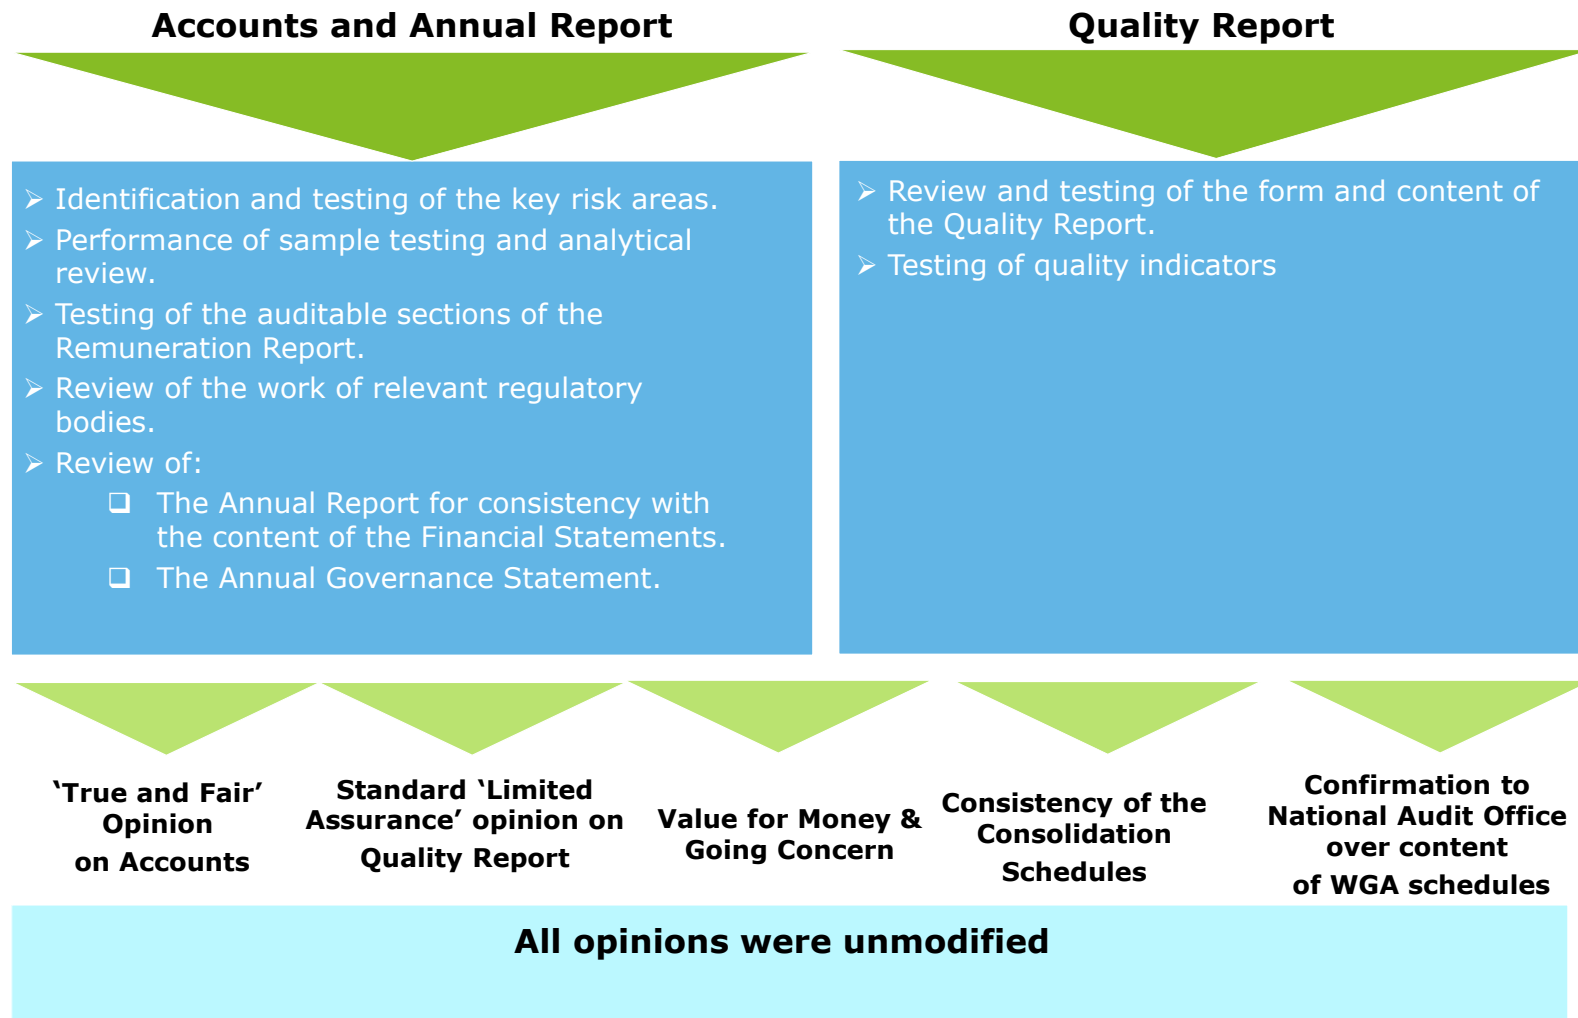 Accounts and Annual Report
Quality Report
➢ Identification and testing of the key risk areas.
➢ Performance of sample testing and analytical
review.
➢ Testing of the auditable sections of the
Remuneration Report.
➢ Review of the work of relevant regulatory
bodies.
➢ Review of:
❑ The Annual Report for consistency with
the content of the Financial Statements.
❑ The Annual Governance Statement.
➢ Review and testing of the form and content of
the Quality Report.
➢ Testing of quality indicators
‘True and Fair’
Opinion
on Accounts
Standard ‘Limited
Assurance’ opinion on
Quality Report
Value for Money &
Going Concern
Consistency of the
Consolidation
Schedules
Confirmation to
National Audit Office
over content
of WGA schedules
All opinions were unmodified